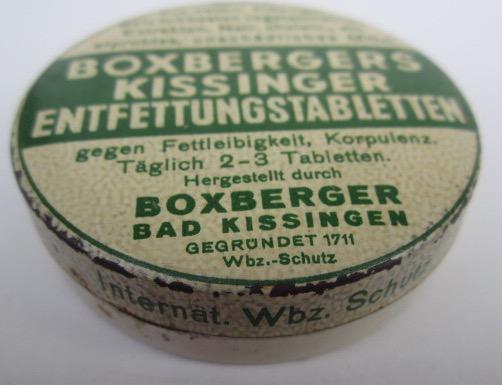 BOXBERGERS
KISSINGER
ENTFETTUNGSTABLETTEN
gegen Fettleibigkeit, Korpulenz.
Täglich 2-3 Tabletten.
Hergestellt durch
BOXBERGER
BAD KISSINGEN
GEGRÜNDET 1711
Wbz.-Schutz
Internat. Wbz. Schutz